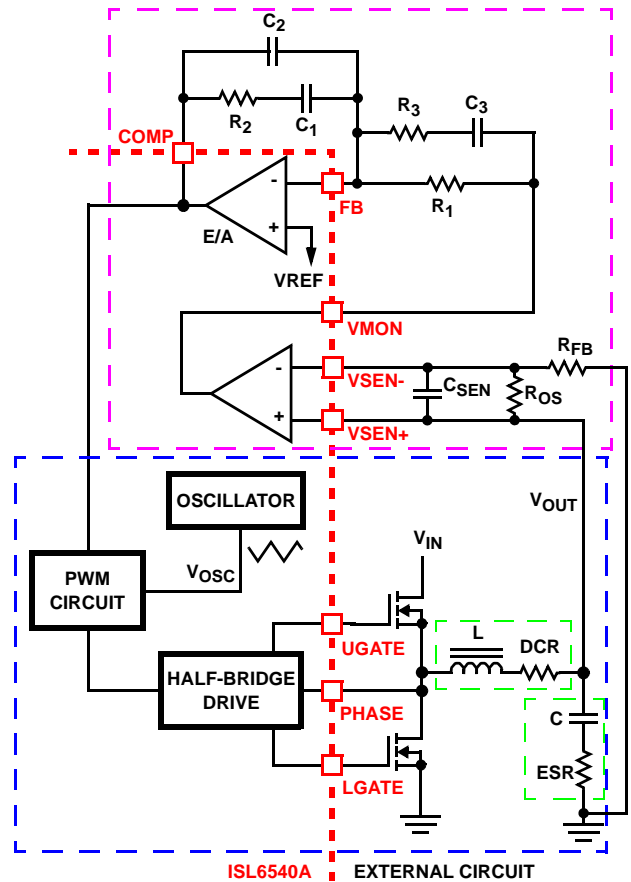 C2
R2
C1
R3
C3
COMP
R1
-
+
E/A
FB
VREF
VMON
-
+
VSEN-
CSEN
ROS
RFB
VSEN+
VOUT
OSCILLATOR
VOSC
PWM
CIRCUIT
VIN
UGATE
L
DCR
HALF-BRIDGE
DRIVE
PHASE
C
ESR
LGATE
ISL6540A
EXTERNAL CIRCUIT